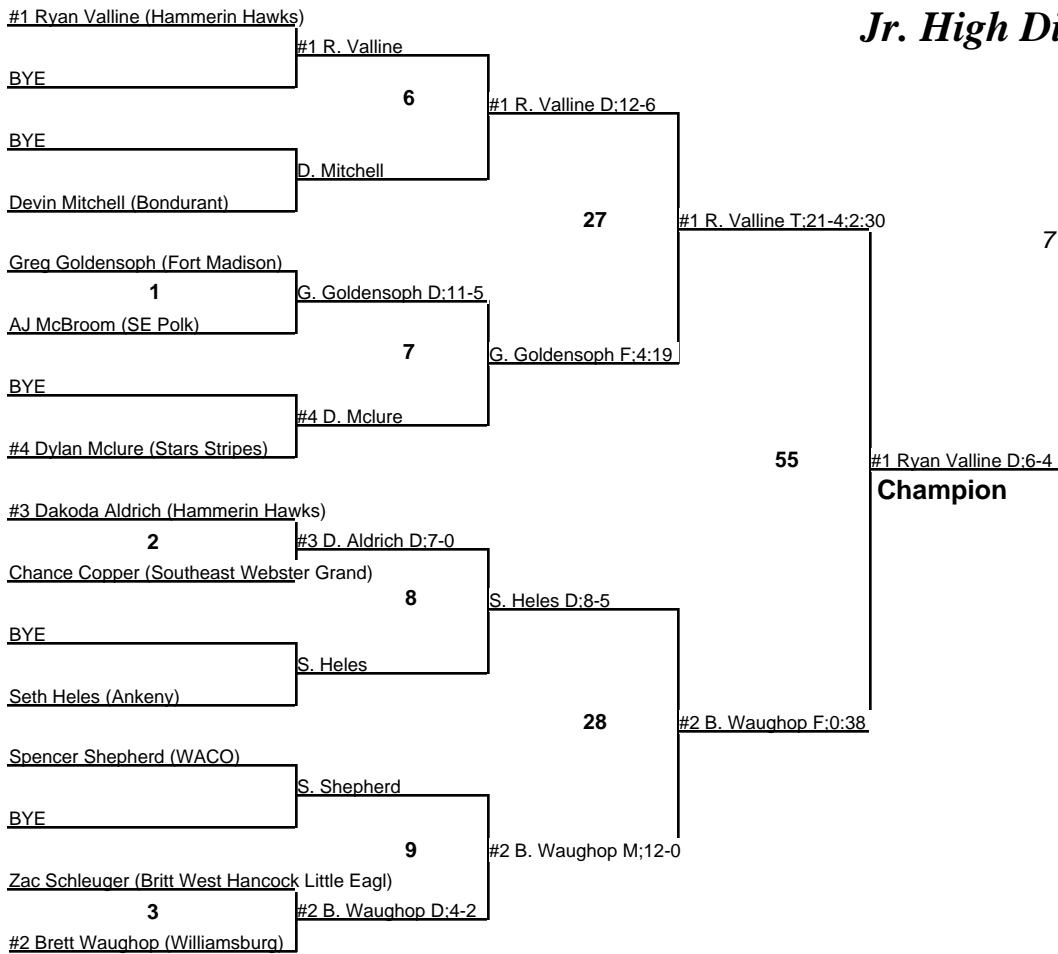 #1 Ryan Valline (Hammerin Hawks)
Jr. High Di
#1 R. Valline
BYE
6
#1 R. Valline D;12-6
BYE
D. Mitchell
Devin Mitchell (Bondurant)
27
#1 R. Valline T;21-4;2:30
7
Greg Goldensoph (Fort Madison)
1
G. Goldensoph D;11-5
AJ McBroom (SE Polk)
7
G. Goldensoph F;4:19
BYE
#4 D. Mclure
#4 Dylan Mclure (Stars Stripes)
55
#1 Ryan Valline D;6-4
Champion
#3 Dakoda Aldrich (Hammerin Hawks)
2
#3 D. Aldrich D;7-0
Chance Copper (Southeast Webster Grand)
8
S. Heles D;8-5
BYE
S. Heles
Seth Heles (Ankeny)
28
#2 B. Waughop F;0:38
Spencer Shepherd (WACO)
S. Shepherd
BYE
9
#2 B. Waughop M;12-0
Zac Schleuger (Britt West Hancock Little Eagl)
3
#2 B. Waughop D;4-2
#2 Brett Waughop (Williamsburg)